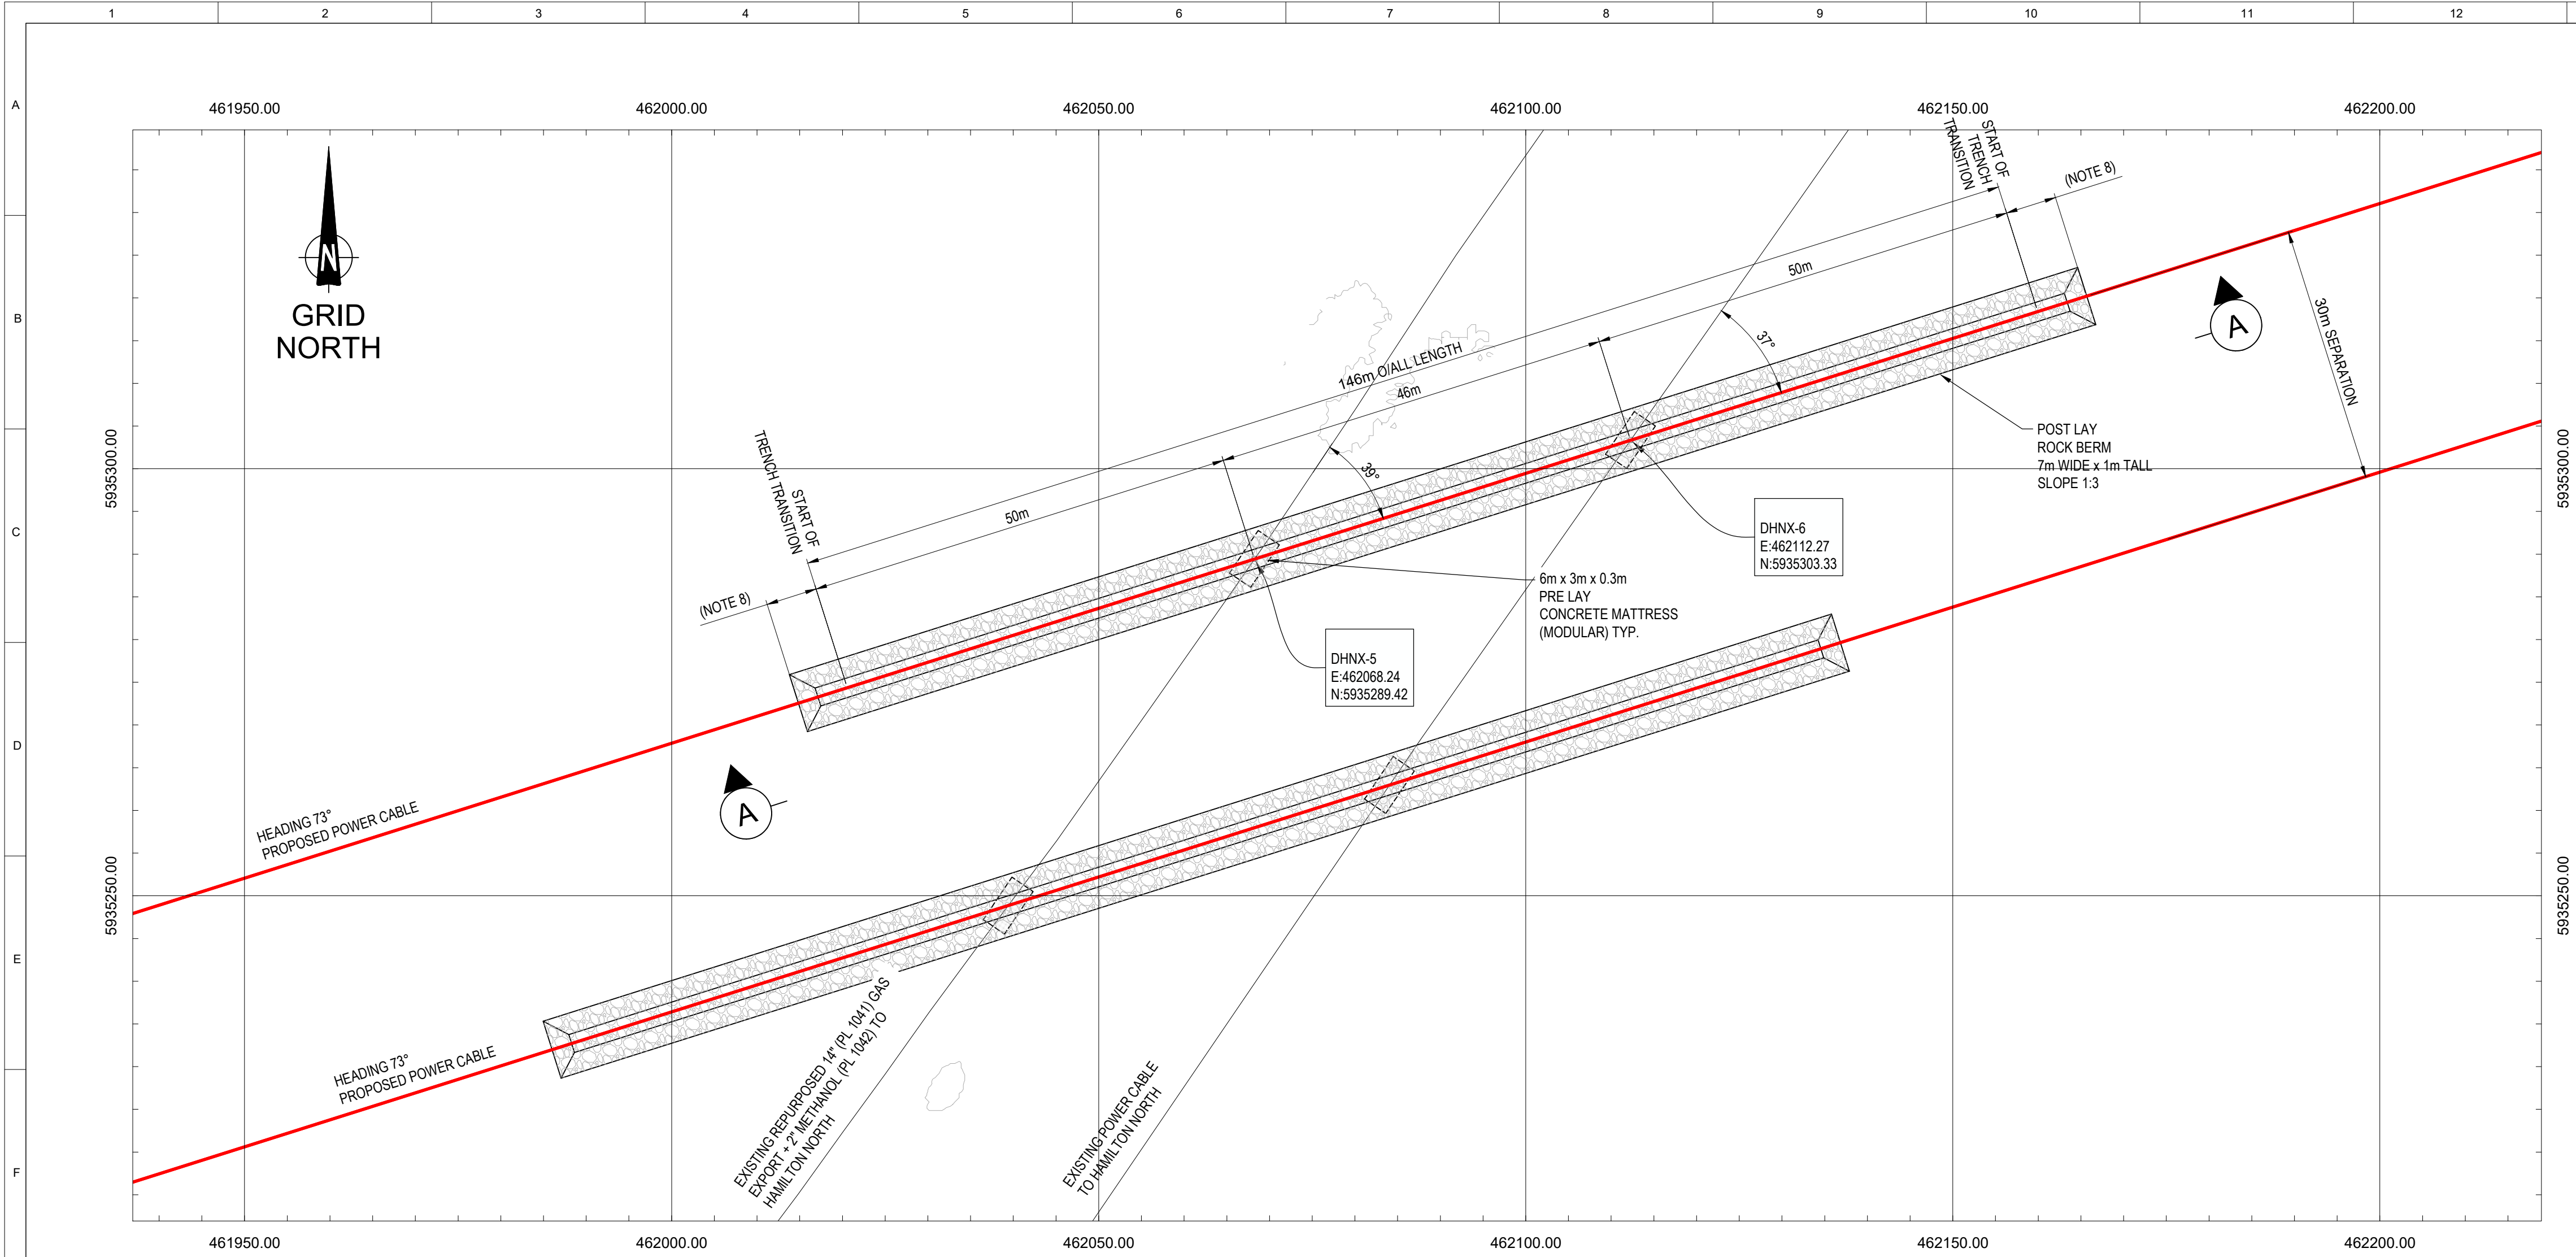 1 2 3 4 5 6 7 8 9 10 11 12
A
461950.00 462000.00 462050.00 462100.00 462150.00 462200.00
N
GRID
NORTH
START OF
TRENCH
TRANSITION
(NOTE 8)
B
50m
A
37°
30m SEPARATION
146m O/ALL LENGTH
46m
POST LAY
ROCK BERM
7m WIDE x 1m TALL
SLOPE 1:3
5935300.00
5935300.00
START OF
TRENCH TRANSITION
39°
C
50m
DHNX-6
E:462112.27
N:5935303.33
6m x 3m x 0.3m
PRE LAY
CONCRETE MATTRESS
(MODULAR) TYP.
(NOTE 8)
DHNX-5
E:462068.24
N:5935289.42
D
A
HEADING 73°
PROPOSED POWER CABLE
5935250.00
5935250.00
E
EXISTING REPURPOSED 14" (PL 1041) GAS
EXPORT + 2" METHANOL (PL 1042) TO
HAMILTON NORTH
HEADING 73°
PROPOSED POWER CABLE
EXISTING POWER CABLE
TO HAMILTON NORTH
F
461950.00 462000.00 462050.00 462100.00 462150.00 462200.00